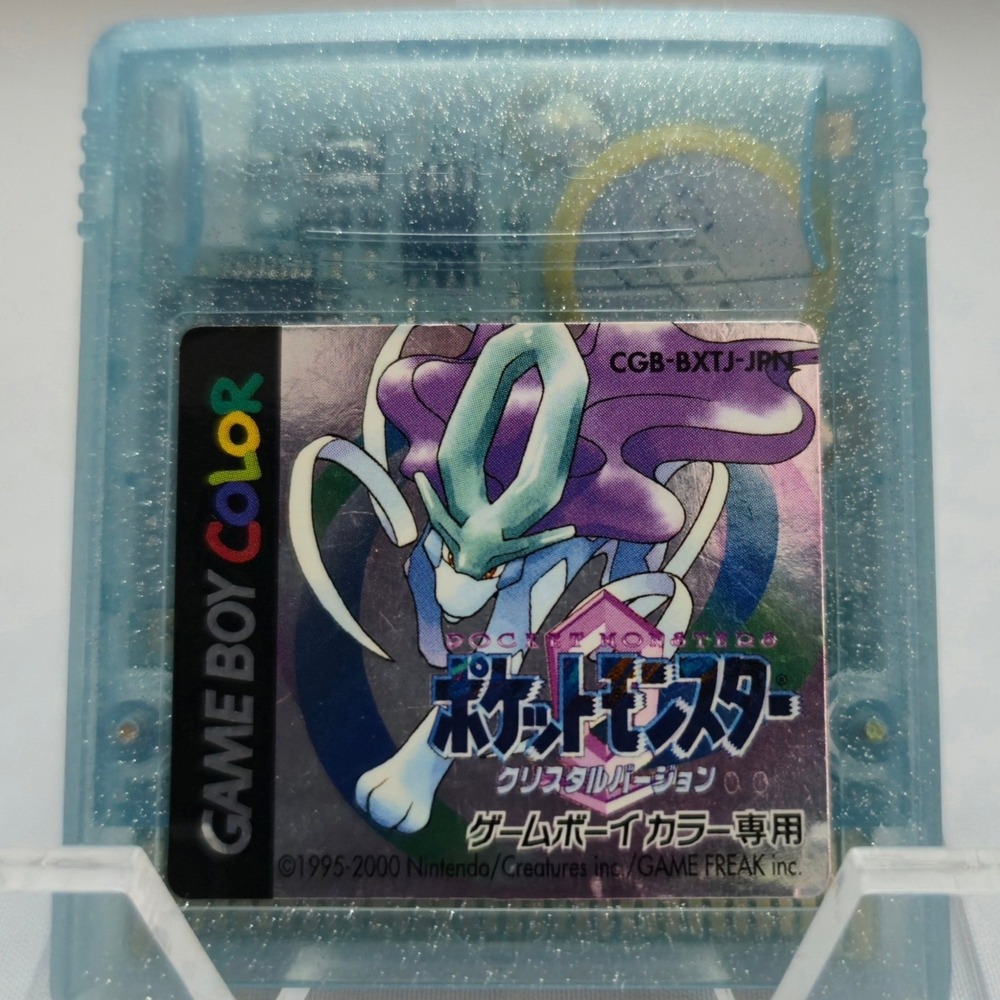 CGB-BXTJ-JPN
GAME BOY COLOR
POCKET MONSTERS
ポケットモンスター®
クリスタルバージョン
ゲームボーイカラー専用
©1995-2000 Nintendo/Creatures inc./GAME FREAK inc.